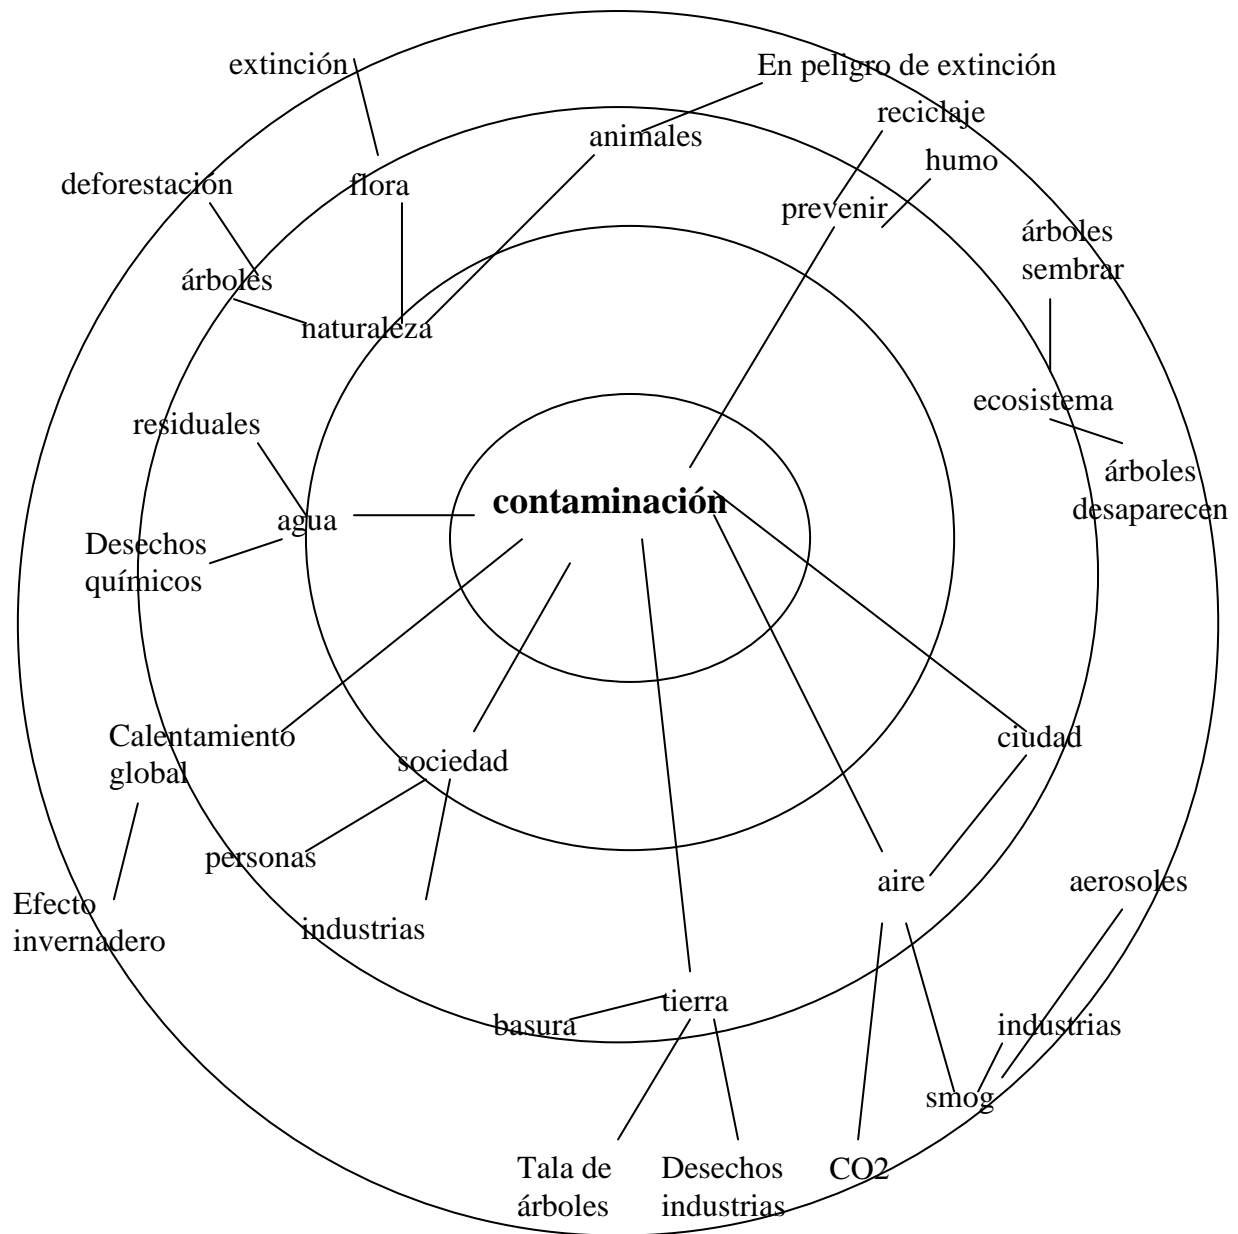 extinción
En peligro de extinción
reciclaje
animales
humo
deforestación
flora
prevenir
árboles
sembrar
árboles
naturaleza
ecosistema
residuales
árboles
desaparecen
contaminación
agua
Desechos
químicos
Calentamiento
global
sociedad
ciudad
personas
aire
aerosoles
Efecto
invernadero
industrias
tierra
basura
industrias
smog
Tala de
árboles
Desechos
industrias
CO2